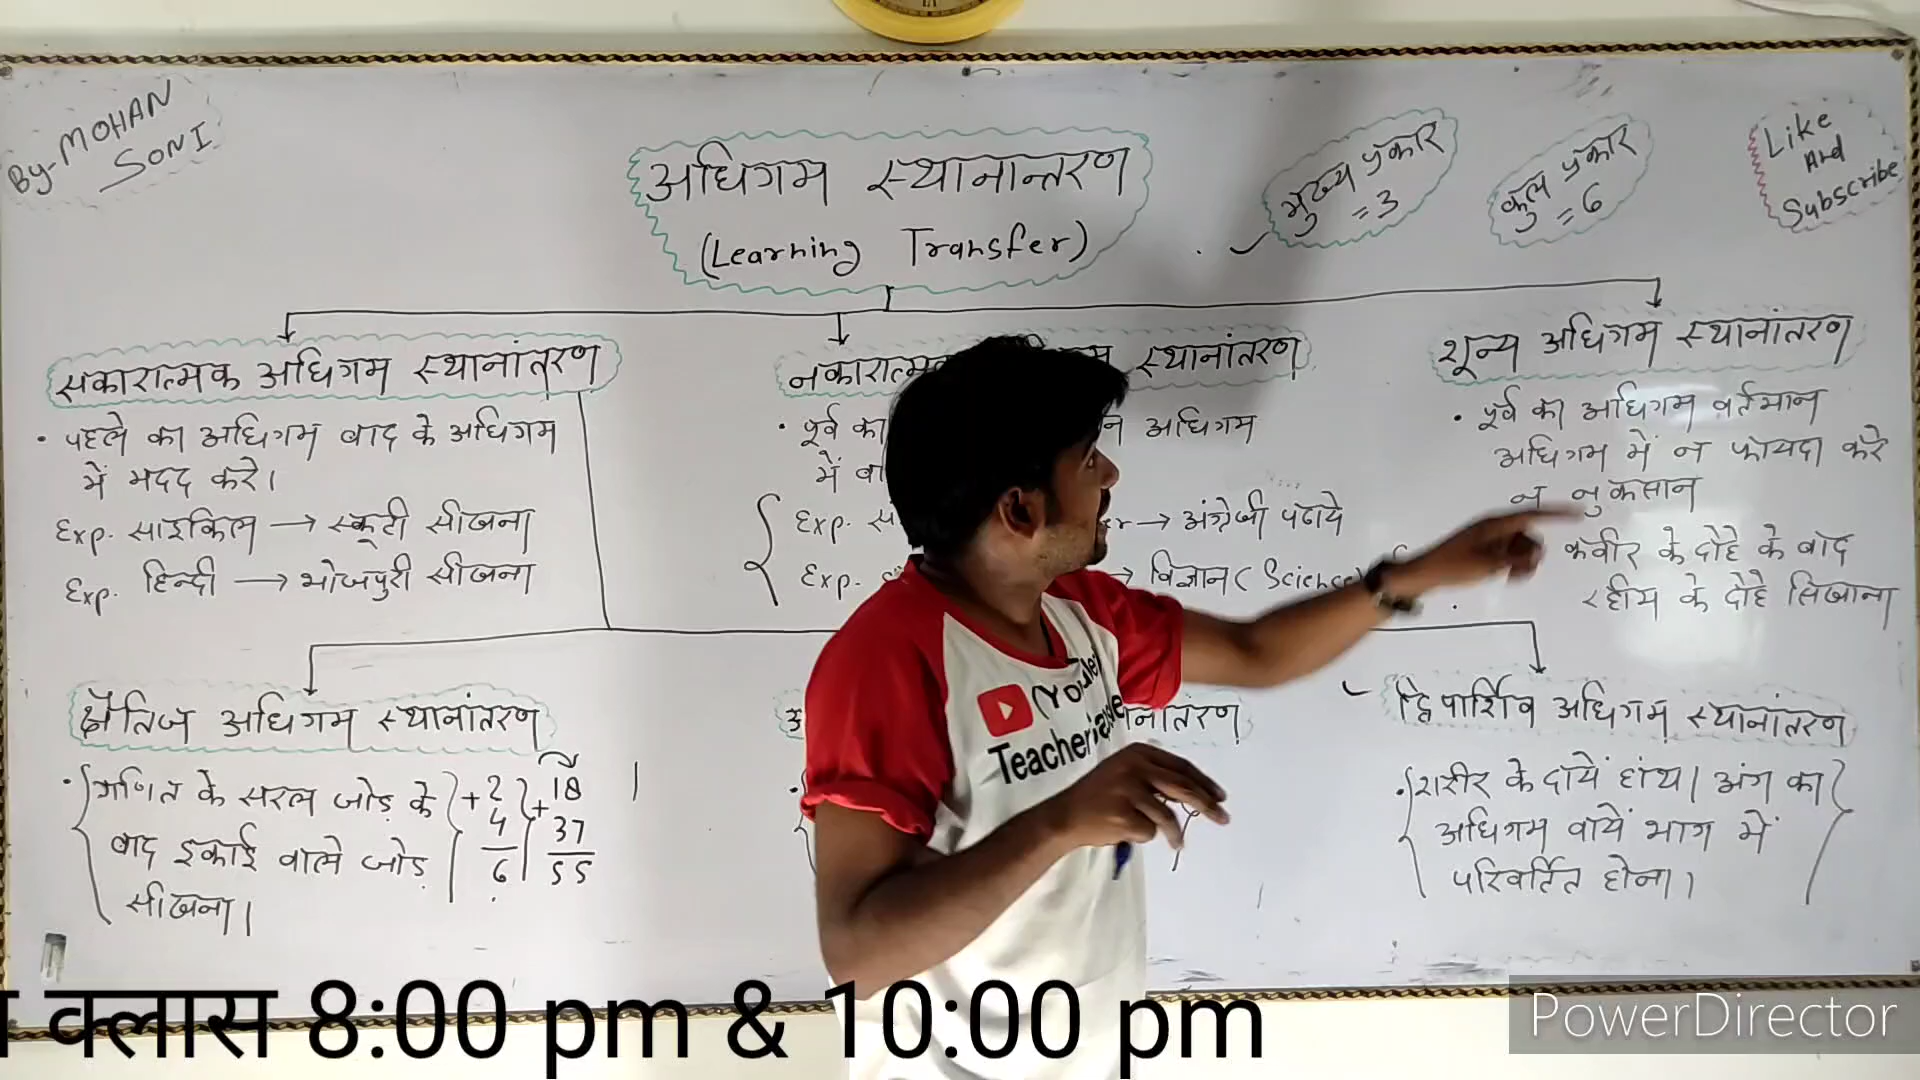 By-MOHAN
SONI
अधिगम स्थानान्तरण
(Learning Transfer)
मुख्य प्रकार
=3
कुल प्रकार
=6
Like
And
Subscribe
सकारात्मक अधिगम स्थानांतरण
• पहले का अधिगम बाद के अधिगम
में मदद करे।
Exp. साइकिल → स्कूटी सीखना
Exp. हिन्दी → भोजपुरी सीखना
स्थानांतरण
• पूर्व का अधिगम
में
Exp. → अंग्रेजी पढाये
Exp. → विज्ञान (Science)
शून्य अधिगम स्थानांतरण
• पूर्व का अधिगम वर्तमान
अधिगम में न फायदा करे
न नुकसान
कबीर के दोहे के बाद
रहीम के दोहे सिखाना
क्षैतिज अधिगम स्थानांतरण
• गणित के सरल जोड़ के
बाद इकाई वाले जोड़
सीखना।
+2
4
6
18
+
37
55
द्विपार्शिव अधिगम स्थानांतरण
• शरीर के दायें हांथ। अंग का
अधिगम बायें भाग में
परिवर्तित होना।
Teacher
क्लास 8:00 pm & 10:00 pm
PowerDirector